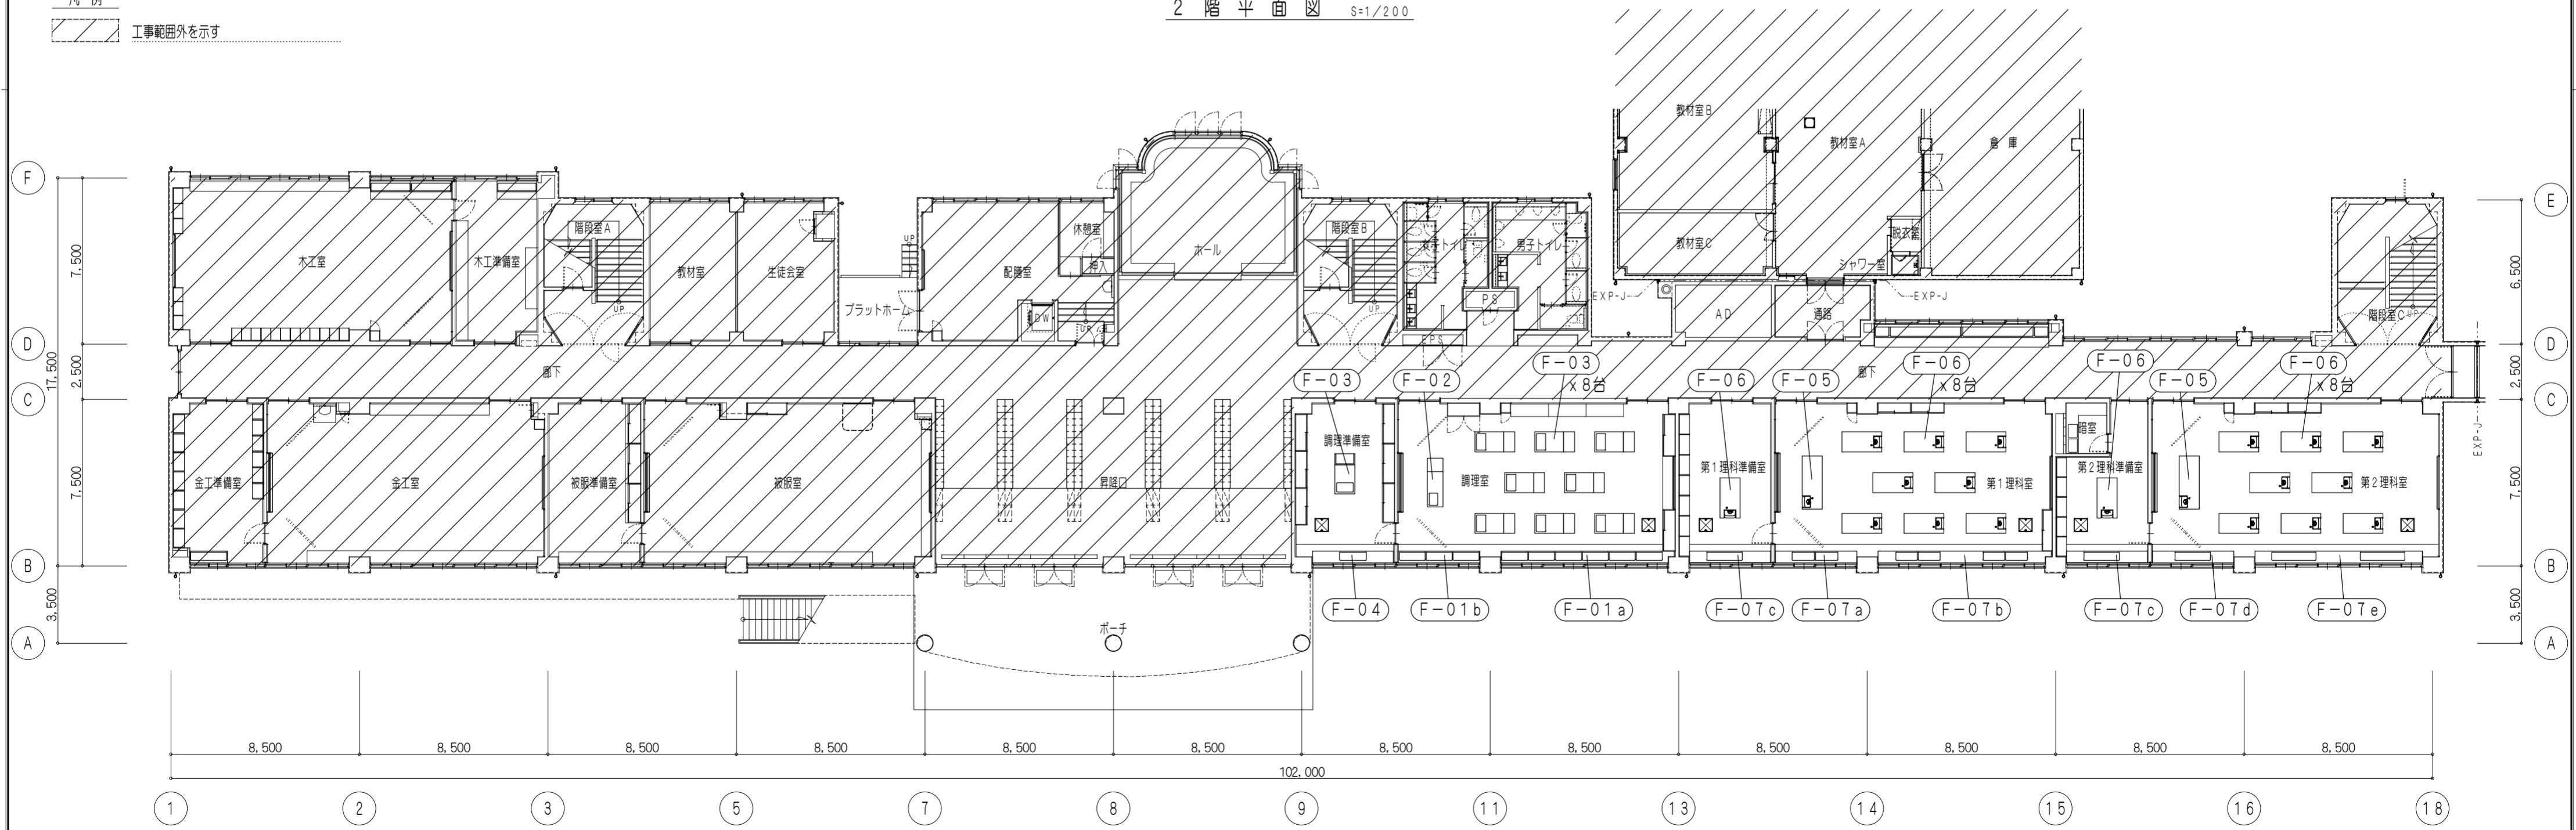 凡 例
工事範囲外を示す
2 階 平 面 図 S=1/200
教材室B
教材室A
倉 庫
F
E
階段室A
休憩室
ホール
階段室B
女子トイレ
男子トイレ
教材室C
脱衣室
シャワー室
木工室
木工準備室
教材室
生徒会室
UP
配膳室
押入
プラットホーム
DW
UP
UP
UP
PS
EPS
EXP-J
EXP-J
AD
通路
階段室C
UP
7,500
6,500
D
D
17,500
2,500
2,500
廊下
廊下
F-03
F-02
F-03
x8台
F-06
F-05
F-06
x8台
F-06
F-05
F-06
x8台
C
C
EXP-J
金工準備室
金工室
被服準備室
被服室
昇降口
調理準備室
調理室
第1理科準備室
第1理科室
暗室
第2理科準備室
第2理科室
7,500
7,500
B
B
F-04
F-01b
F-01a
F-07c
F-07a
F-07b
F-07c
F-07d
F-07e
3,500
3,500
ポーチ
A
A
8,500 8,500 8,500 8,500 8,500 8,500 8,500 8,500 8,500 8,500 8,500 8,500
102,000
1 2 3 5 7 8 9 11 13 14 15 16 18